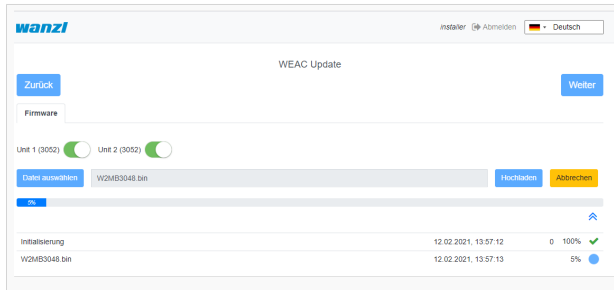 wanzl
installer Abmelden Deutsch
WEAC Update
Zurück Weiter
Firmware
Unit 1 (3052) Unit 2 (3052)
Datei auswählen W2MB3048.bin Hochladen Abbrechen
5%
Initialisierung 12.02.2021, 13:57:12 0 100%
W2MB3048.bin 12.02.2021, 13:57:13 5%